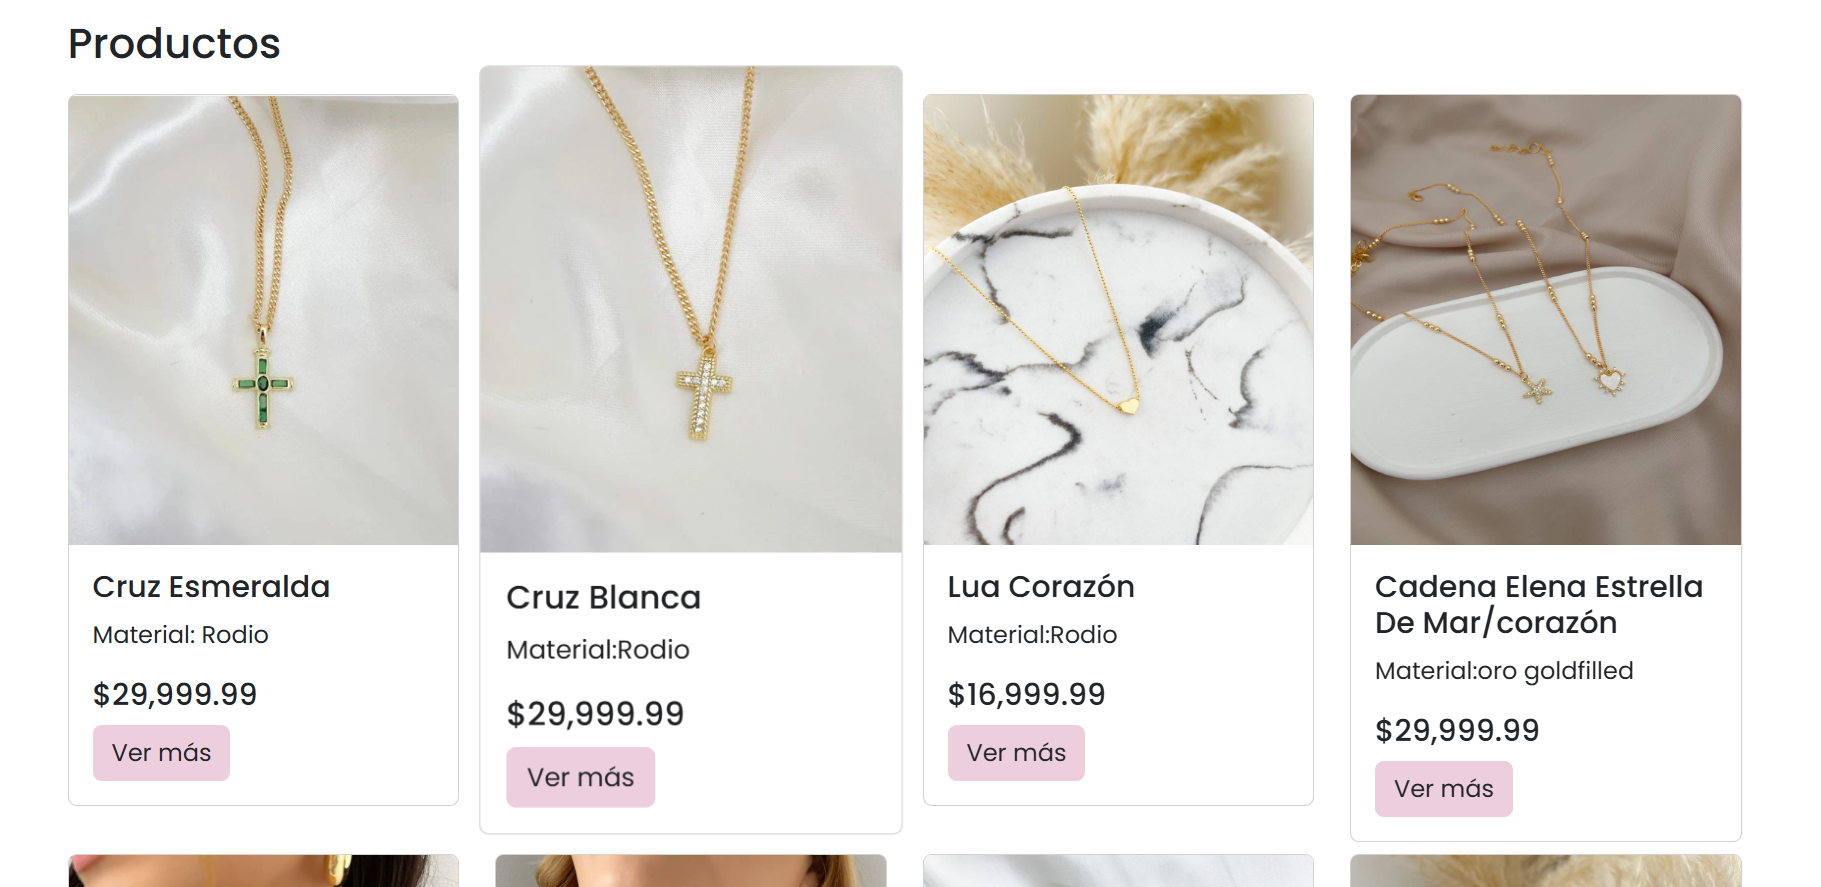 Productos
Cruz Esmeralda
Material: Rodio
$29,999.99
Ver más
Cruz Blanca
Material:Rodio
$29,999.99
Ver más
Lua Corazón
Material:Rodio
$16,999.99
Ver más
Cadena Elena Estrella
De Mar/corazón
Material:oro goldfilled
$29,999.99
Ver más